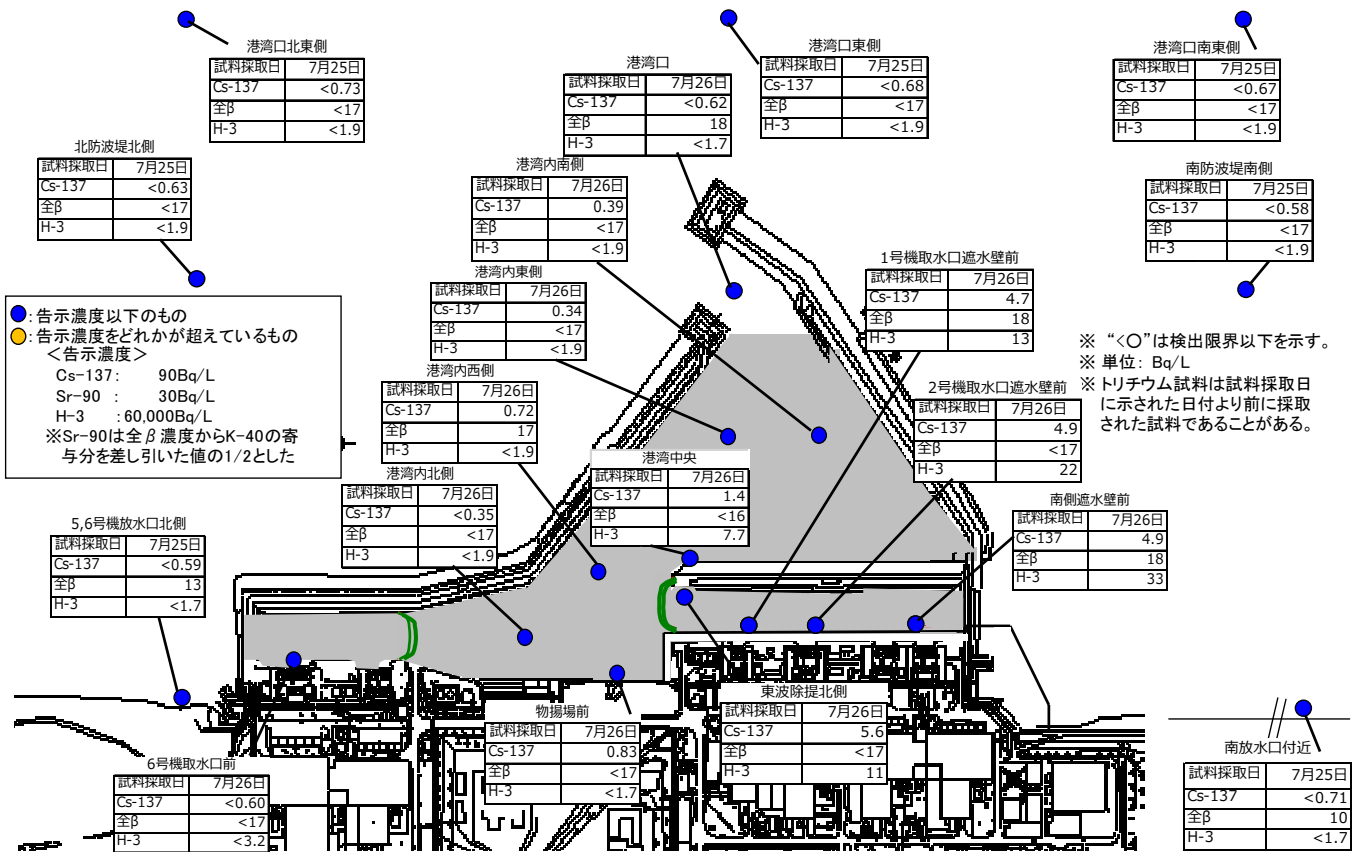 港湾口北東側
試料採取日 7月25日
Cs-137 <0.73
全β <17
H-3 <1.9
港湾口
試料採取日 7月26日
Cs-137 <0.62
全β 18
H-3 <1.7
港湾口東側
試料採取日 7月25日
Cs-137 <0.68
全β <17
H-3 <1.9
港湾口南東側
試料採取日 7月25日
Cs-137 <0.67
全β <17
H-3 <1.9
北防波堤北側
試料採取日 7月25日
Cs-137 <0.63
全β <17
H-3 <1.9
港湾内南側
試料採取日 7月26日
Cs-137 0.39
全β <17
H-3 <1.9
南防波堤南側
試料採取日 7月25日
Cs-137 <0.58
全β <17
H-3 <1.9
港湾内東側
試料採取日 7月26日
Cs-137 0.34
全β <17
H-3 <1.9
1号機取水口遮水壁前
試料採取日 7月26日
Cs-137 4.7
全β 18
H-3 13
:告示濃度以下のもの
:告示濃度をどれかが超えているもの
<告示濃度>
Cs-137: 90Bq/L
Sr-90 : 30Bq/L
H-3 :60,000Bq/L
※Sr-90は全β濃度からK-40の寄
与分を差し引いた値の1/2とした
※ “<○”は検出限界以下を示す。
※ 単位: Bq/L
※ トリチウム試料は試料採取日
に示された日付より前に採取
された試料であることがある。
港湾内西側
試料採取日 7月26日
Cs-137 0.72
全β 17
H-3 <1.9
2号機取水口遮水壁前
試料採取日 7月26日
Cs-137 4.9
全β <17
H-3 22
港湾中央
試料採取日 7月26日
Cs-137 1.4
全β <16
H-3 7.7
港湾内北側
試料採取日 7月26日
Cs-137 <0.35
全β <17
H-3 <1.9
南側遮水壁前
試料採取日 7月26日
Cs-137 4.9
全β 18
H-3 33
5,6号機放水口北側
試料採取日 7月25日
Cs-137 <0.59
全β 13
H-3 <1.7
東波除堤北側
試料採取日 7月26日
Cs-137 5.6
全β <17
H-3 11
物揚場前
試料採取日 7月26日
Cs-137 0.83
全β <17
H-3 <1.7
6号機取水口前
試料採取日 7月26日
Cs-137 <0.60
全β <17
H-3 <3.2
南放水口付近
試料採取日 7月25日
Cs-137 <0.71
全β 10
H-3 <1.7